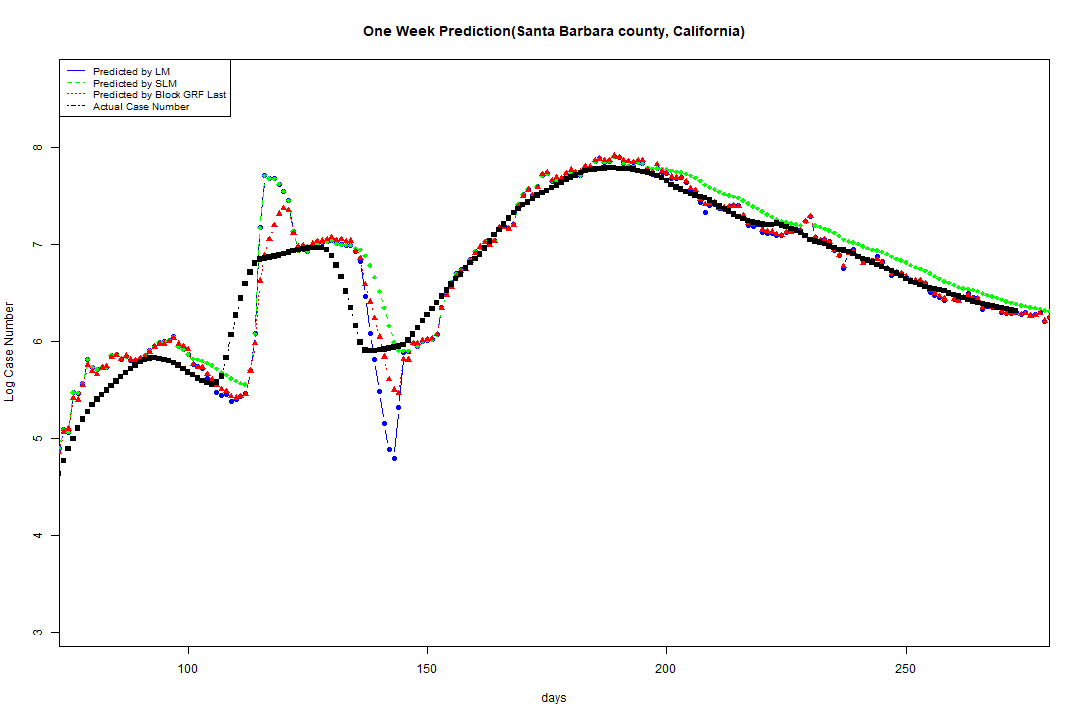 One Week Prediction(Santa Barbara county, California)
Predicted by LM
Predicted by SLM
Predicted by Block GRF Last
Actual Case Number
8
7
6
5
4
3
Log Case Number
100 150 200 250
days